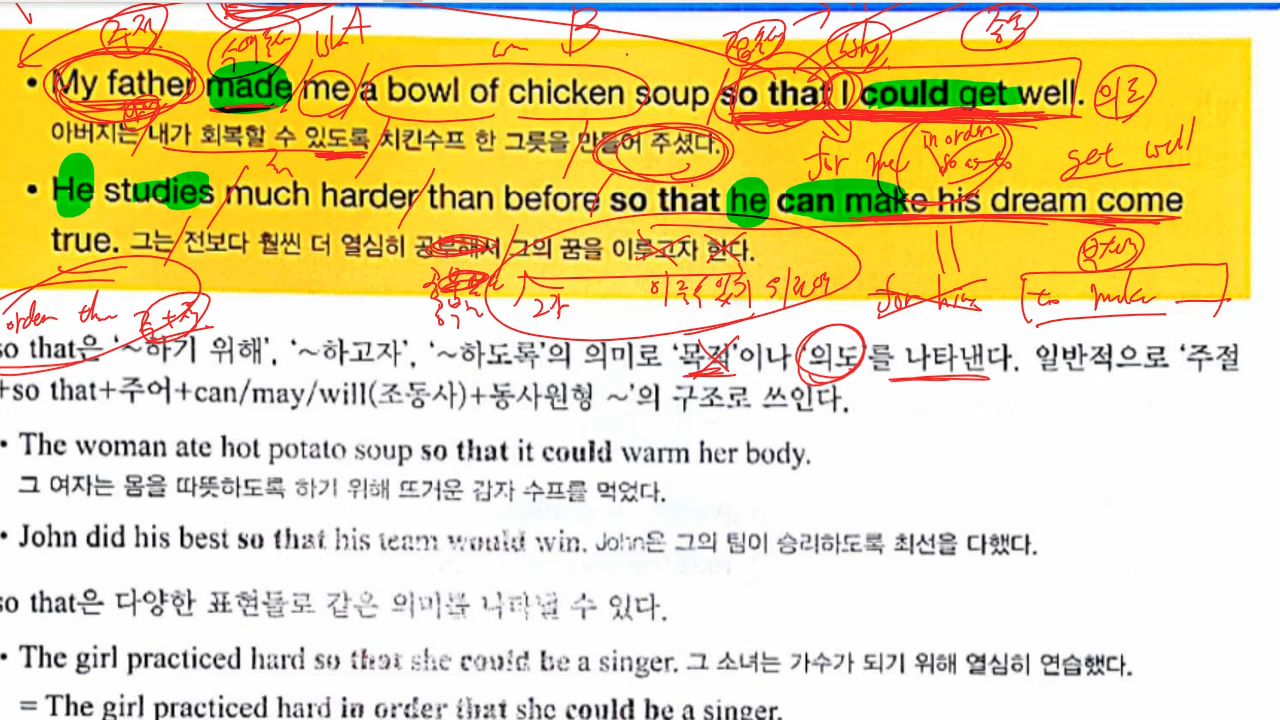 • My father made me a bowl of chicken soup so that I could get well.
아버지는 내가 회복할 수 있도록 치킨수프 한 그릇을 만들어 주셨다.
• He studies much harder than before so that he can make his dream come
true. 그는 전보다 훨씬 더 열심히 공부해서 그의 꿈을 이루고자 한다.
so that은 ‘~하기 위해’, ‘~하고자’, ‘~하도록’의 의미로 ‘목적’이나 ‘의도’를 나타낸다. 일반적으로 ‘주절
+so that+주어+can/may/will(조동사)+동사원형 ~’의 구조로 쓰인다.
• The woman ate hot potato soup so that it could warm her body.
그 여자는 몸을 따뜻하도록 하기 위해 뜨거운 감자 수프를 먹었다.
• John did his best so that his team would win. John은 그의 팀이 승리하도록 최선을 다했다.
so that은 다양한 표현들로 같은 의미를 나타낼 수 있다.
• The girl practiced hard so that she could be a singer. 그 소녀는 가수가 되기 위해 열심히 연습했다.
= The girl practiced hard in order that she could be a singer.
A
B
의도
for me
in order
so as to
get well
for him
to make